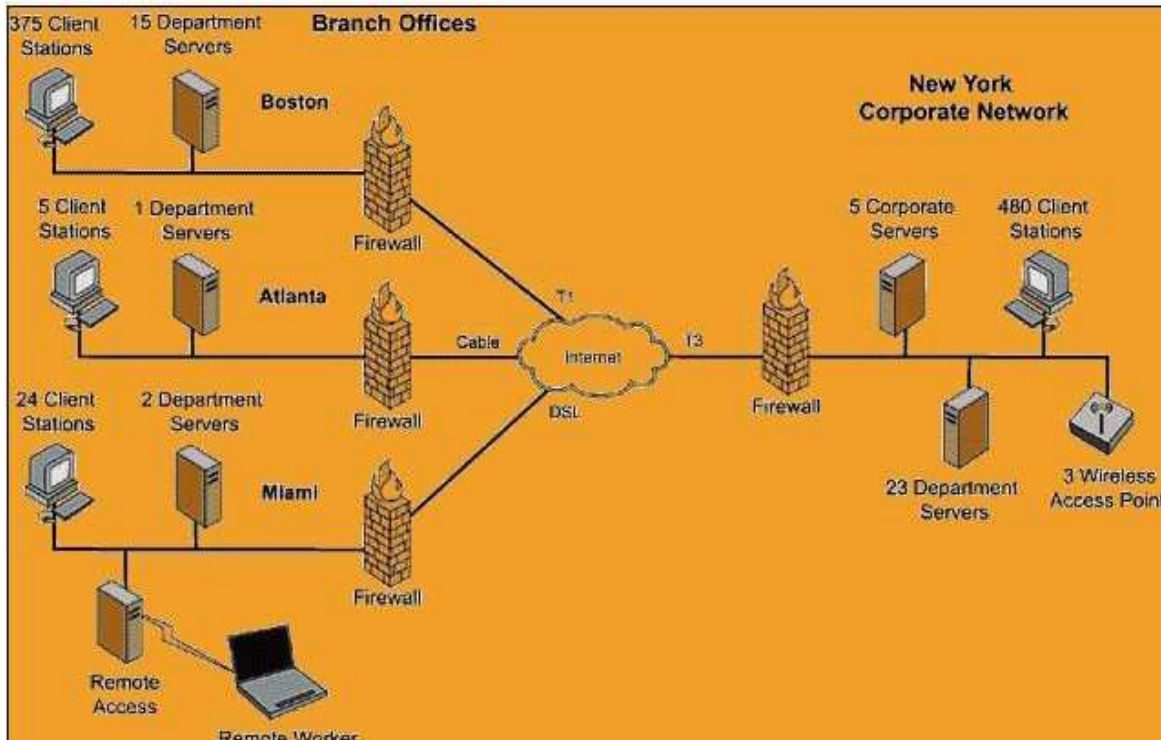 375 Client
Stations
15 Department
Servers
Branch Offices
Boston
Firewall
5 Client
Stations
1 Department
Servers
Atlanta
Firewall
24 Client
Stations
2 Department
Servers
Miami
Firewall
Remote
Access
Remote Worker
T1
Cable
DSL
Internet
T3
New York
Corporate Network
Firewall
5 Corporate
Servers
480 Client
Stations
23 Department
Servers
3 Wireless
Access Point